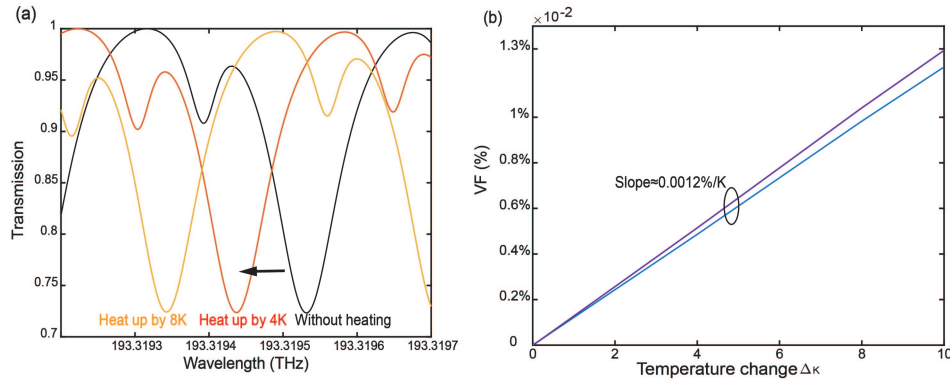 (a)
1
0.95
0.9
0.85
0.8
0.75
0.7
Transmission
Heat up by 8K Heat up by 4K Without heating
193.3193 193.3194 193.3195 193.3196 193.3197
Wavelength (THz)
(b)
×10⁻²
1.3%
1%
0.8%
0.6%
0.4%
0.2%
0
VF (%)
Slope≈0.0012%/K
0 2 4 6 8 10
Temperature change Δκ